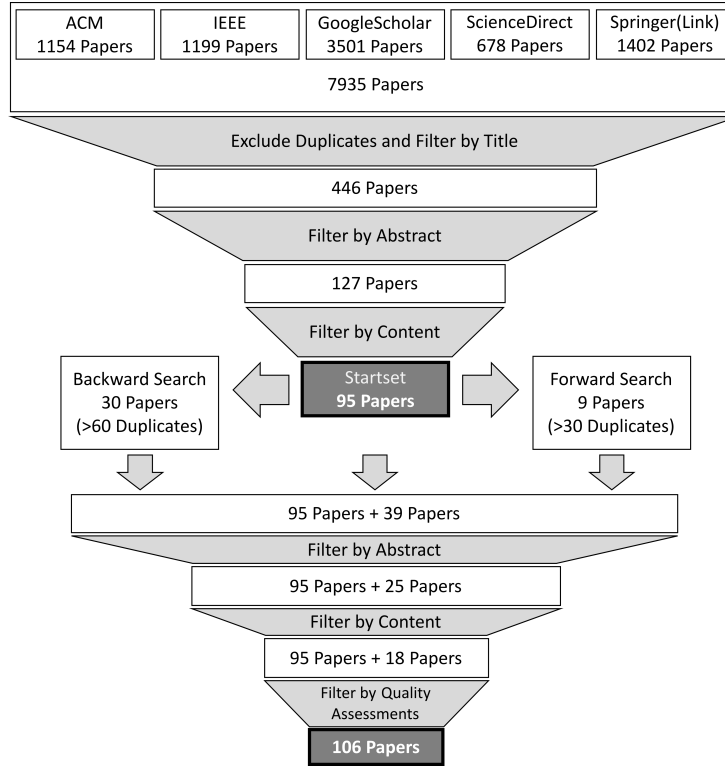 ACM
1154 Papers
IEEE
1199 Papers
GoogleScholar
3501 Papers
ScienceDirect
678 Papers
Springer(Link)
1402 Papers
7935 Papers
Exclude Duplicates and Filter by Title
446 Papers
Filter by Abstract
127 Papers
Filter by Content
Startset
95 Papers
Backward Search
30 Papers
(>60 Duplicates)
Forward Search
9 Papers
(>30 Duplicates)
95 Papers + 39 Papers
Filter by Abstract
95 Papers + 25 Papers
Filter by Content
95 Papers + 18 Papers
Filter by Quality
Assessments
106 Papers